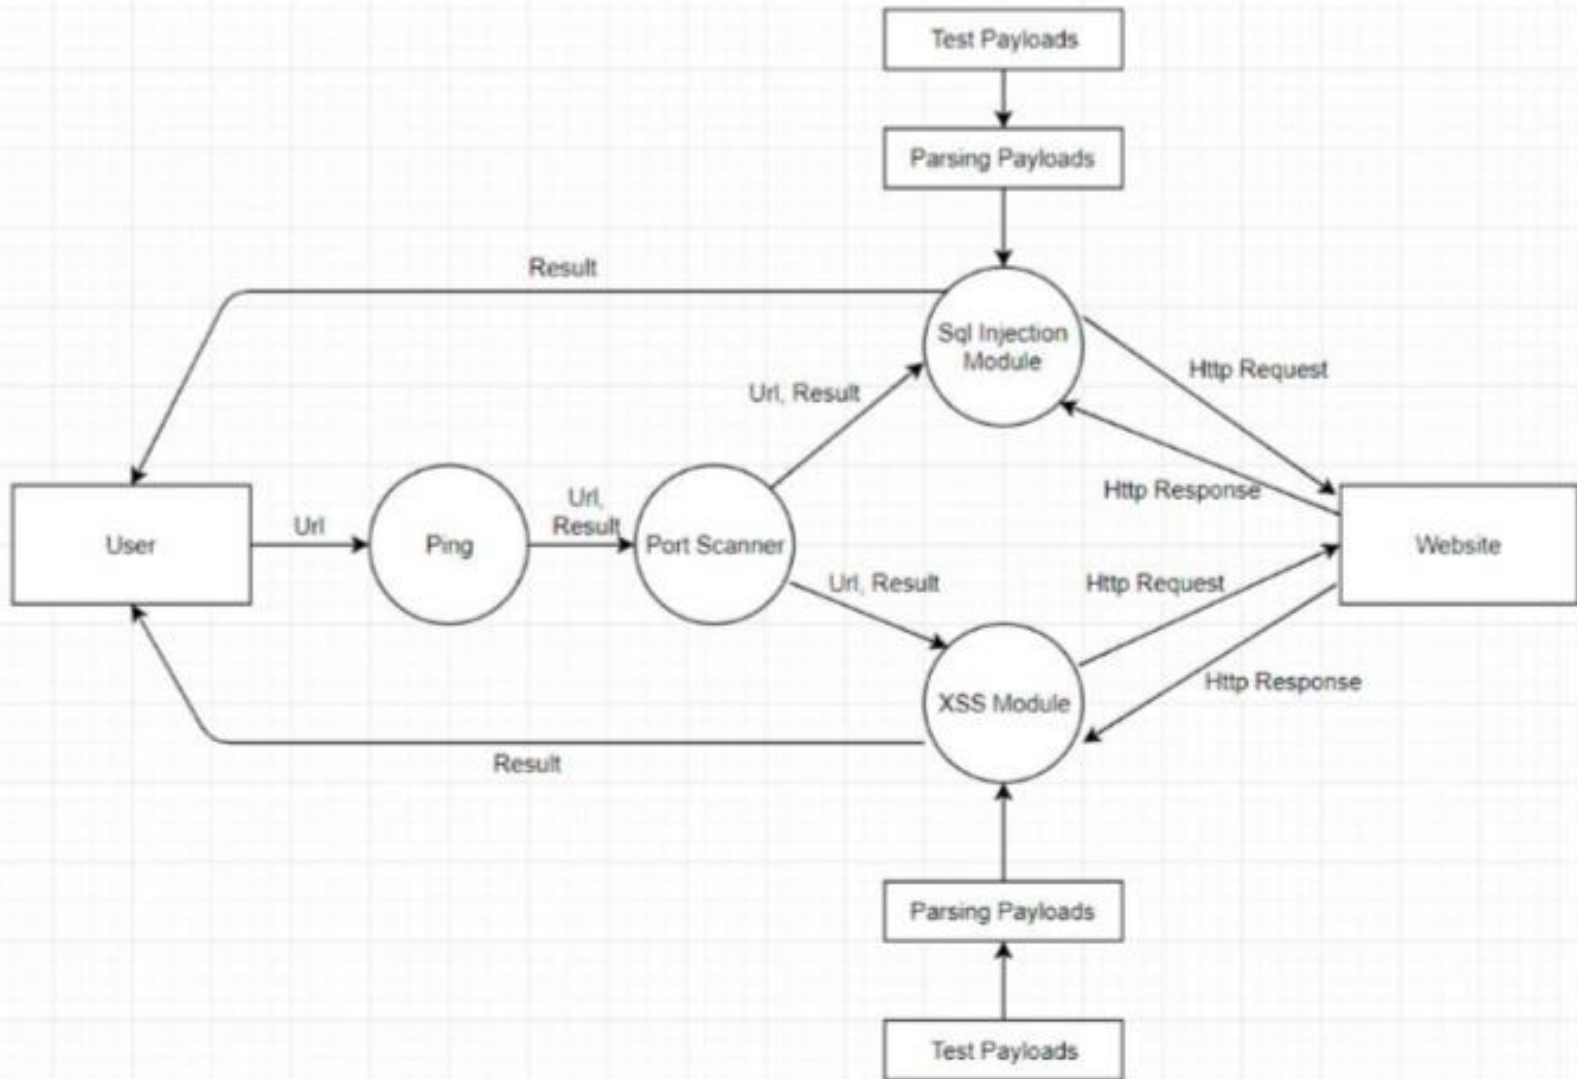 Test Payloads
Parsing Payloads
Result
Sql Injection
Module
Http Request
Url, Result
Http Response
User
Url
Ping
Url,
Result
Port Scanner
Website
Url, Result
Http Request
XSS Module
Http Response
Result
Parsing Payloads
Test Payloads